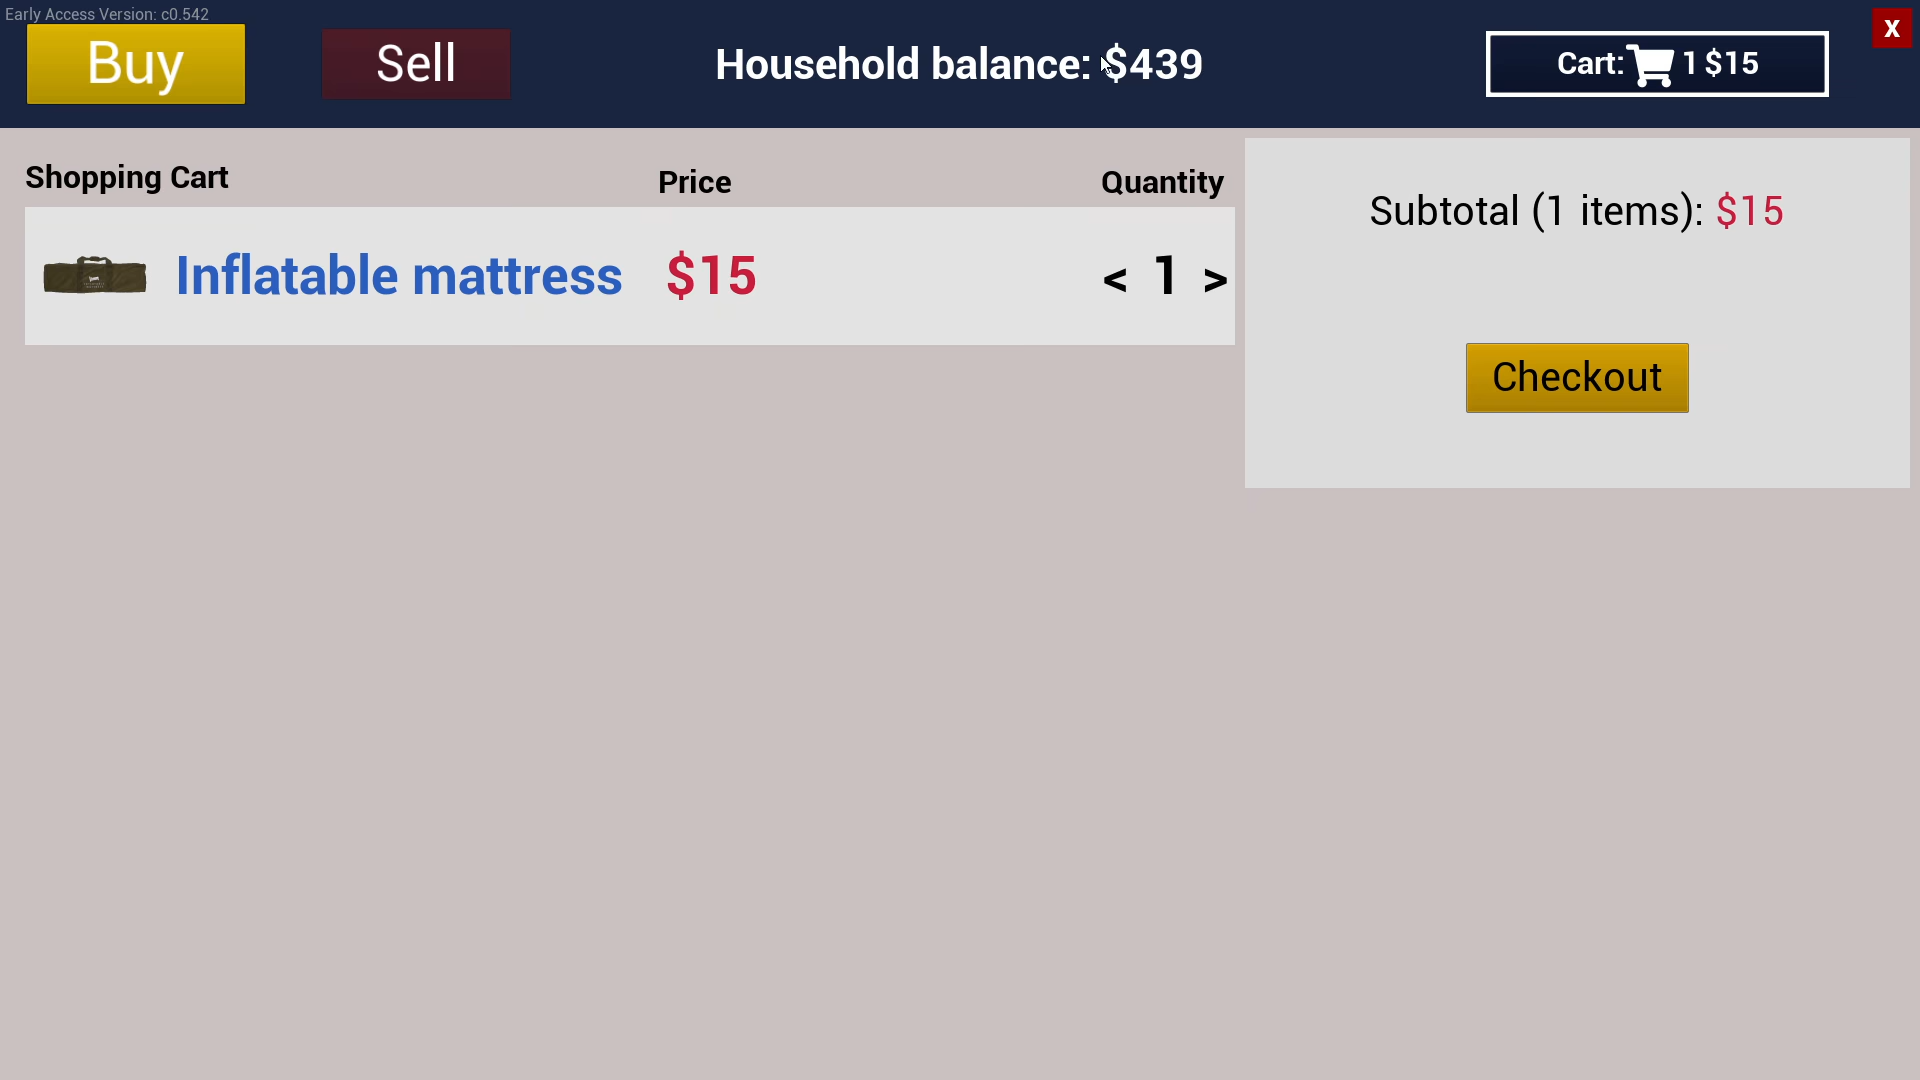 Early Access Version: c0.542
Buy
Sell
Household balance: $439
Cart: 1 $15
X
Shopping Cart
Price
Quantity
Inflatable mattress
$15
< 1 >
Subtotal (1 items): $15
Checkout